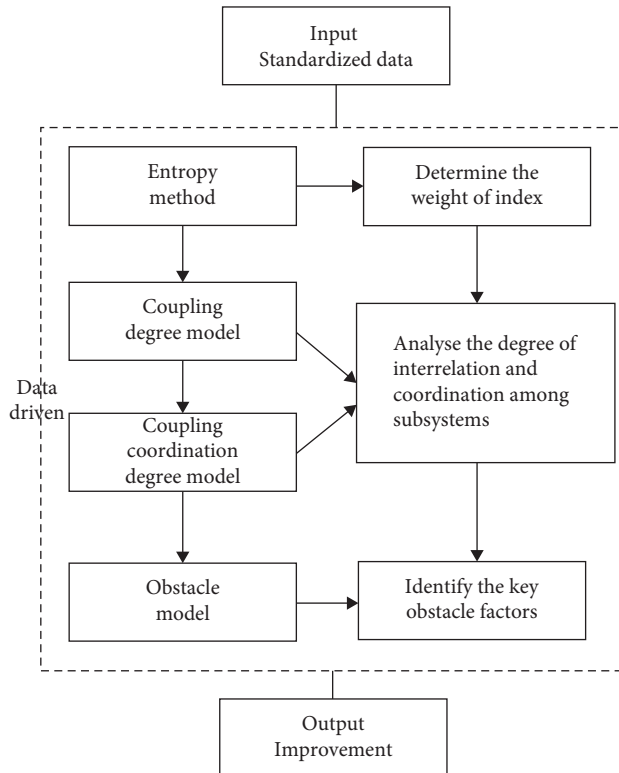 Input
Standardized data
Entropy
method
Determine the
weight of index
Coupling
degree model
Analyse the degree of
interrelation and
coordination among
subsystems
Data
driven
Coupling
coordination
degree model
Obstacle
model
Identify the key
obstacle factors
Output
Improvement